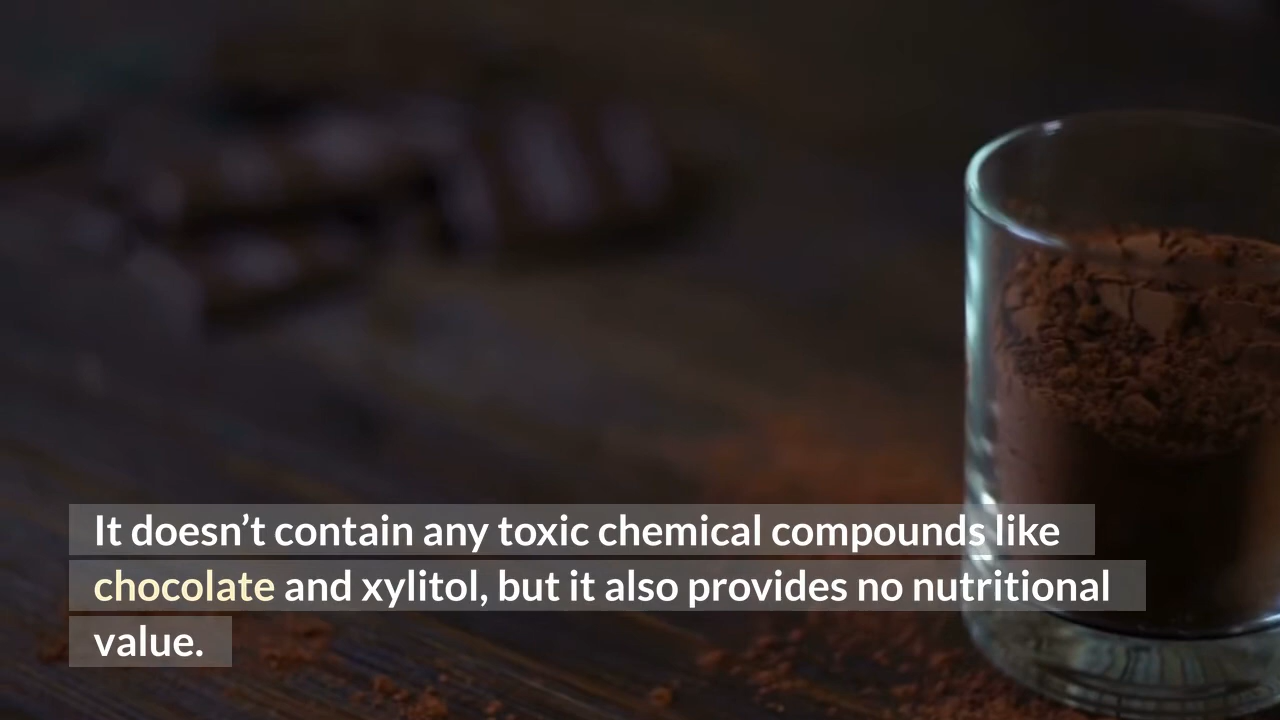 It doesn’t contain any toxic chemical compounds like
chocolate and xylitol, but it also provides no nutritional
value.